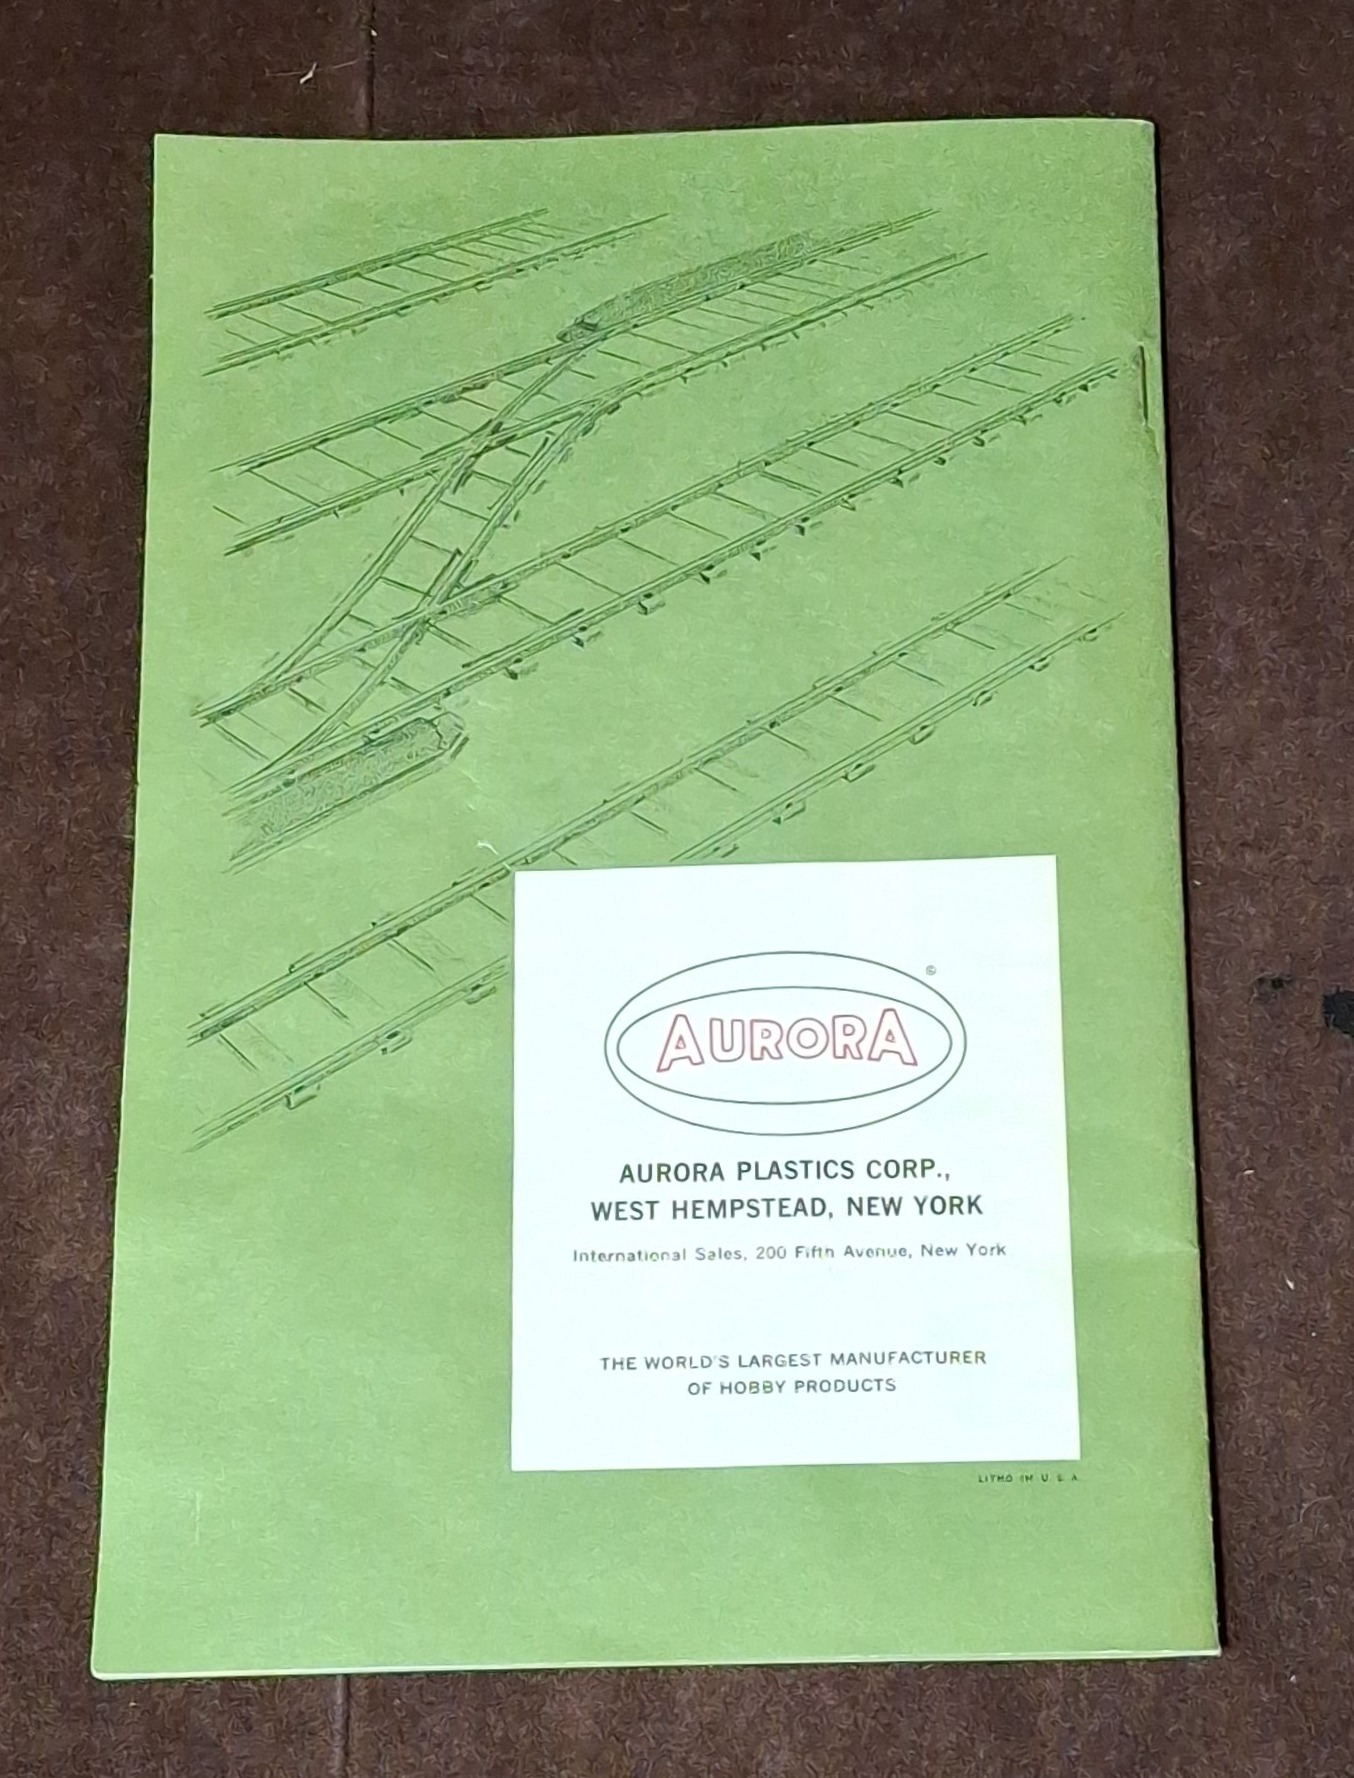 ©
AURORA
AURORA PLASTICS CORP.,
WEST HEMPSTEAD, NEW YORK
International Sales, 200 Fifth Avenue, New York
THE WORLD'S LARGEST MANUFACTURER
OF HOBBY PRODUCTS
LITHO IN U. S. A.